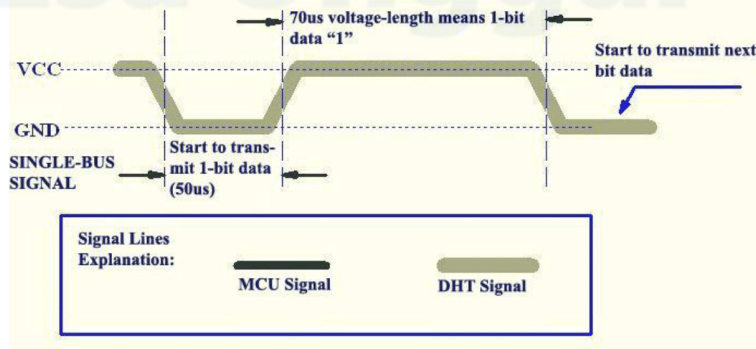 70us voltage-length means 1-bit
data "1"
Start to transmit next
bit data
VCC
GND
SINGLE-BUS
SIGNAL
Start to trans-
mit 1-bit data
(50us)
Signal Lines
Explanation:
MCU Signal
DHT Signal